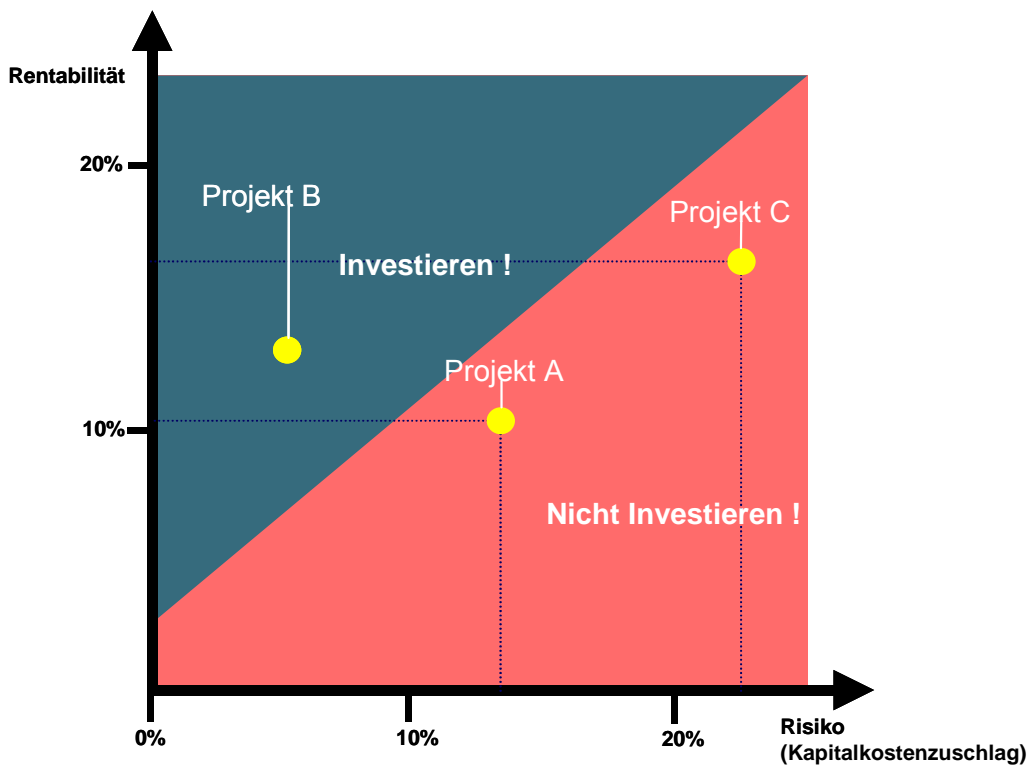 Rentabilität
20%
Projekt B
Projekt C
Investieren !
Projekt A
10%
Nicht Investieren !
0%
10%
20%
Risiko
(Kapitalkostenzuschlag)